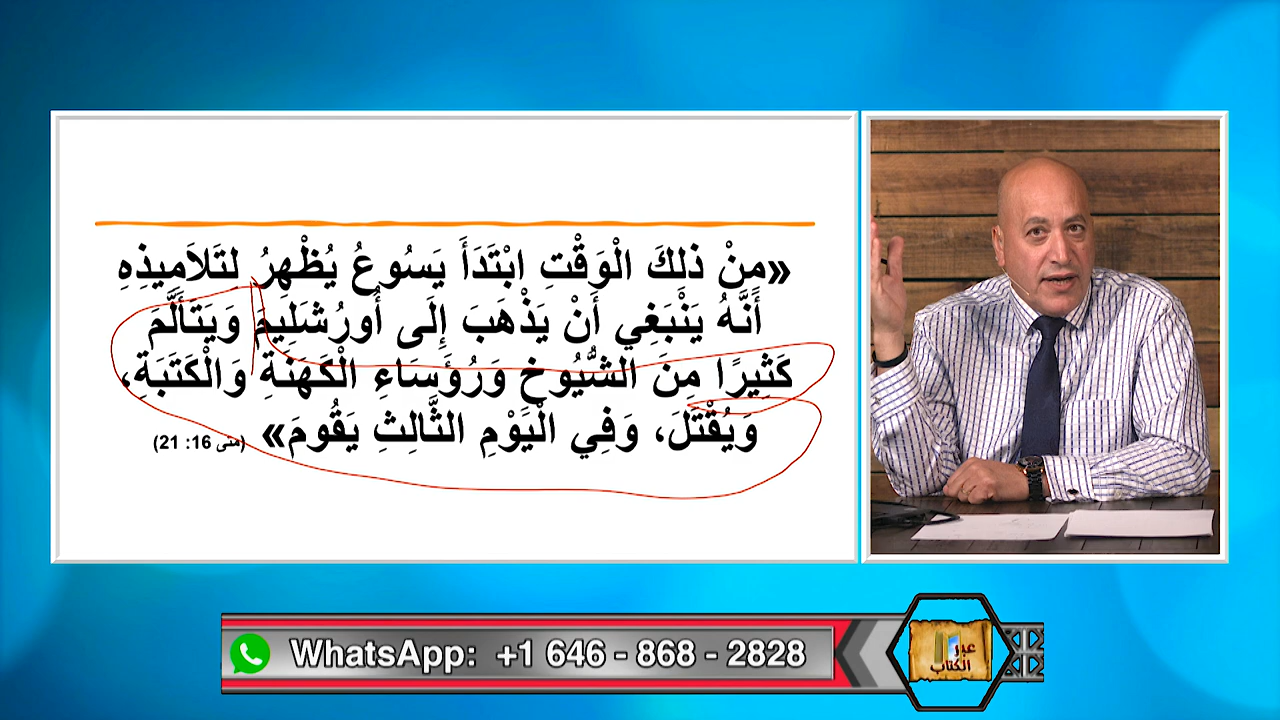 «مِنْ ذلِكَ الْوَقْتِ ابْتَدَأَ يَسُوعُ يُظْهِرُ لِتَلاَمِيذِهِ
أَنَّهُ يَنْبَغِي أَنْ يَذْهَبَ إِلَى أُورُشَلِيمَ وَيَتَأَلَّمَ
كَثِيرًا مِنَ الشُّيُوخِ وَرُؤَسَاءِ الْكَهَنَةِ وَالْكَتَبَةِ،
وَيُقْتَلَ، وَفِي الْيَوْمِ الثَّالِثِ يَقُومَ» (متى 16: 21)
WhatsApp: +1 646 - 868 - 2828
عبر
الكتاب